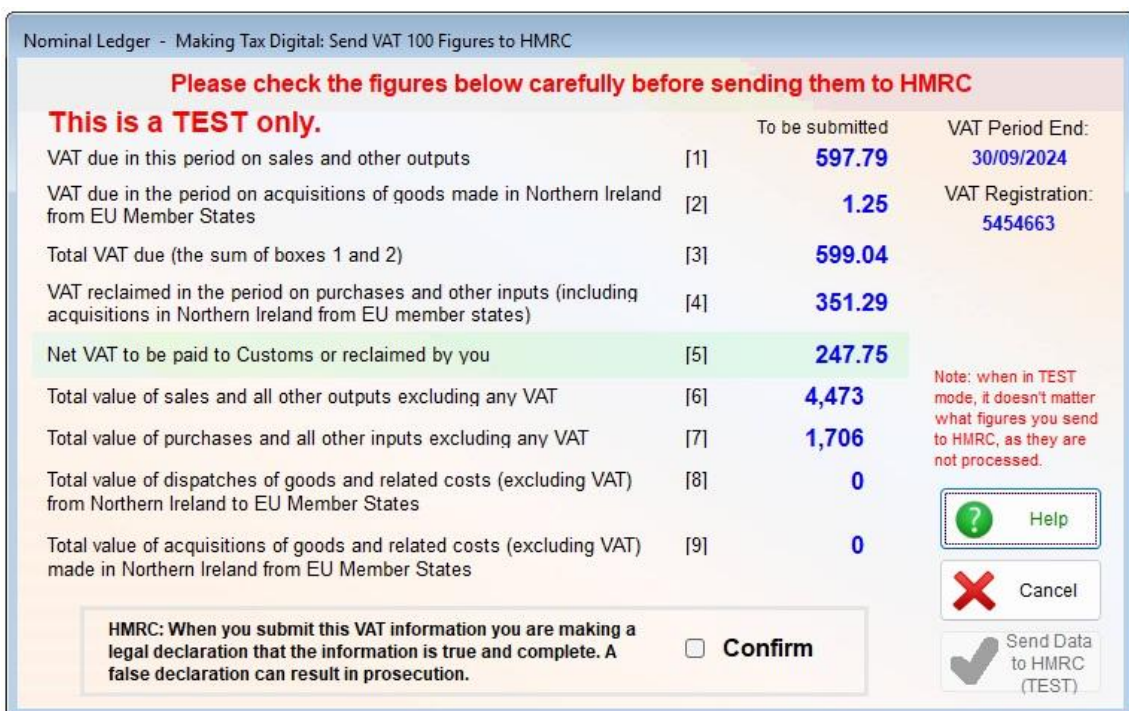 Nominal Ledger - Making Tax Digital: Send VAT 100 Figures to HMRC
Please check the figures below carefully before sending them to HMRC
This is a TEST only.
To be submitted
VAT Period End:
VAT due in this period on sales and other outputs [1] 597.79
30/09/2024
VAT due in the period on acquisitions of goods made in Northern Ireland
from EU Member States [2] 1.25
VAT Registration:
5454663
Total VAT due (the sum of boxes 1 and 2) [3] 599.04
VAT reclaimed in the period on purchases and other inputs (including
acquisitions in Northern Ireland from EU member states) [4] 351.29
Net VAT to be paid to Customs or reclaimed by you [5] 247.75
Total value of sales and all other outputs excluding any VAT [6] 4,473
Total value of purchases and all other inputs excluding any VAT [7] 1,706
Total value of dispatches of goods and related costs (excluding VAT) [8] 0
from Northern Ireland to EU Member States
Total value of acquisitions of goods and related costs (excluding VAT) [9] 0
made in Northern Ireland from EU Member States
Note: when in TEST
mode, it doesn't matter
what figures you send
to HMRC, as they are
not processed.
Help
Cancel
HMRC: When you submit this VAT information you are making a
legal declaration that the information is true and complete. A
false declaration can result in prosecution.
Confirm
Send Data
to HMRC
(TEST)